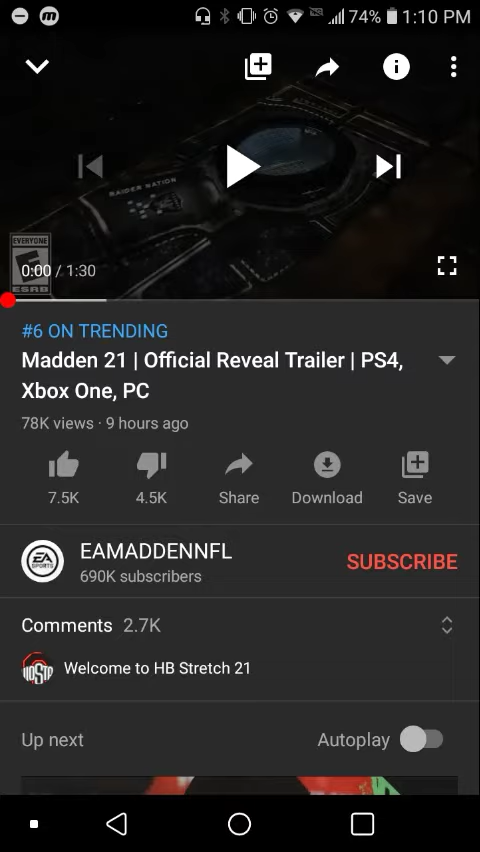 74% 1:10 PM
RAIDER NATION
EVERYONE
E
ESRB
0:00 / 1:30
#6 ON TRENDING
Madden 21 | Official Reveal Trailer | PS4,
Xbox One, PC
78K views · 9 hours ago
7.5K 4.5K Share Download Save
EA
SPORTS
EAMADDENNFL
690K subscribers
SUBSCRIBE
Comments 2.7K
Welcome to HB Stretch 21
Up next
Autoplay